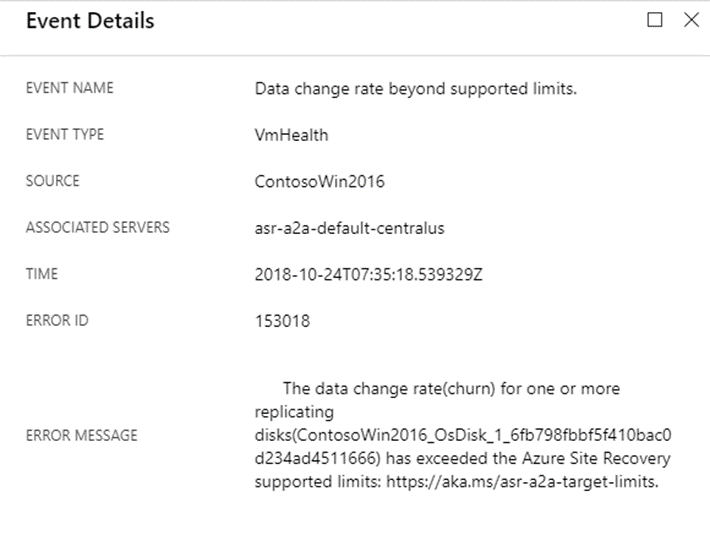 Event Details
EVENT NAME Data change rate beyond supported limits.
EVENT TYPE VmHealth
SOURCE ContosoWin2016
ASSOCIATED SERVERS asr-a2a-default-centralus
TIME 2018-10-24T07:35:18.539329Z
ERROR ID 153018
The data change rate(churn) for one or more
replicating
ERROR MESSAGE disks(ContosoWin2016_OsDisk_1_6fb798fbbf5f410bac0
d234ad4511666) has exceeded the Azure Site Recovery
supported limits: https://aka.ms/asr-a2a-target-limits.